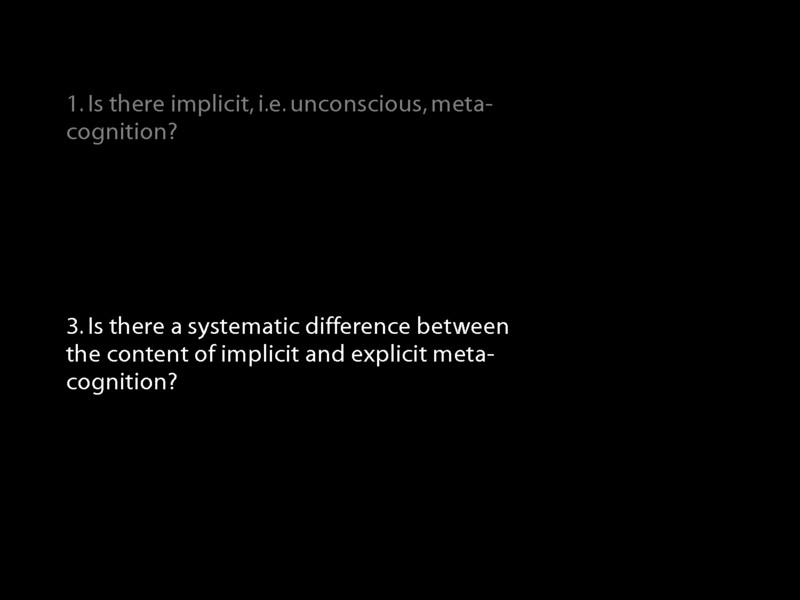 1. Is there implicit, i.e. unconscious, meta-
cognition?
3. Is there a systematic difference between
the content of implicit and explicit meta-
cognition?